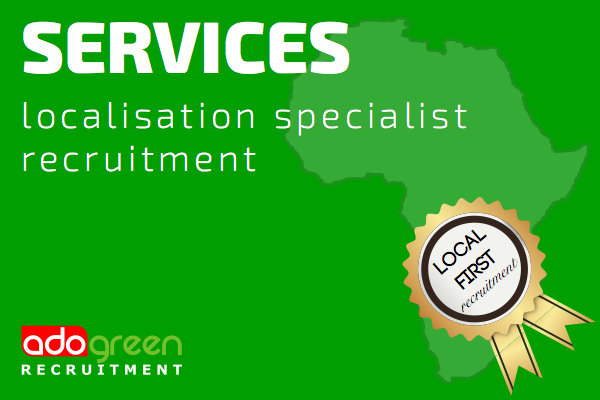 SERVICES
localisation specialist
recruitment
LOCAL
FIRST
recruitment
adogreen
RECRUITMENT